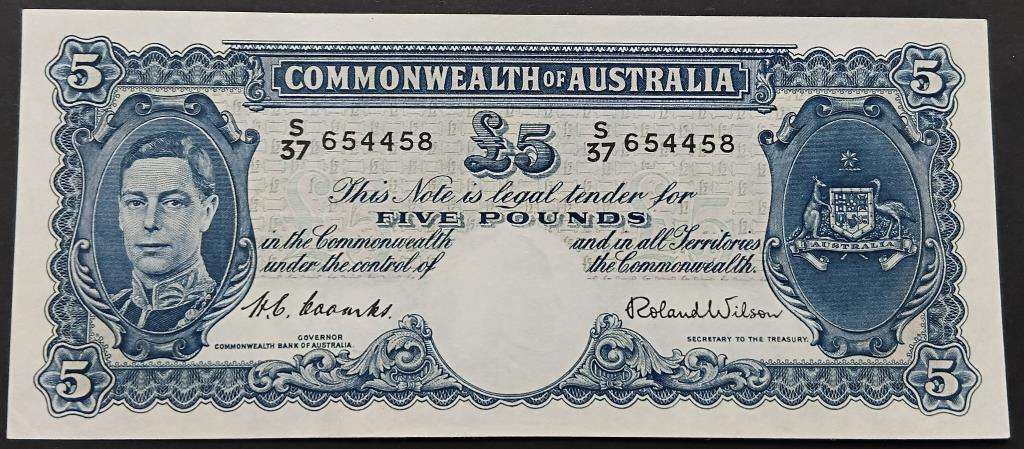 5 5
COMMONWEALTH OF AUSTRALIA
S/37 654458 £5 S/37 654458
This Note is legal tender for
FIVE POUNDS
in the Commonwealth and in all Territories
under the control of the Commonwealth.
AUSTRALIA
H.C. Coombs. Roland Wilson
GOVERNOR
COMMONWEALTH BANK OF AUSTRALIA.
SECRETARY TO THE TREASURY.
5 5